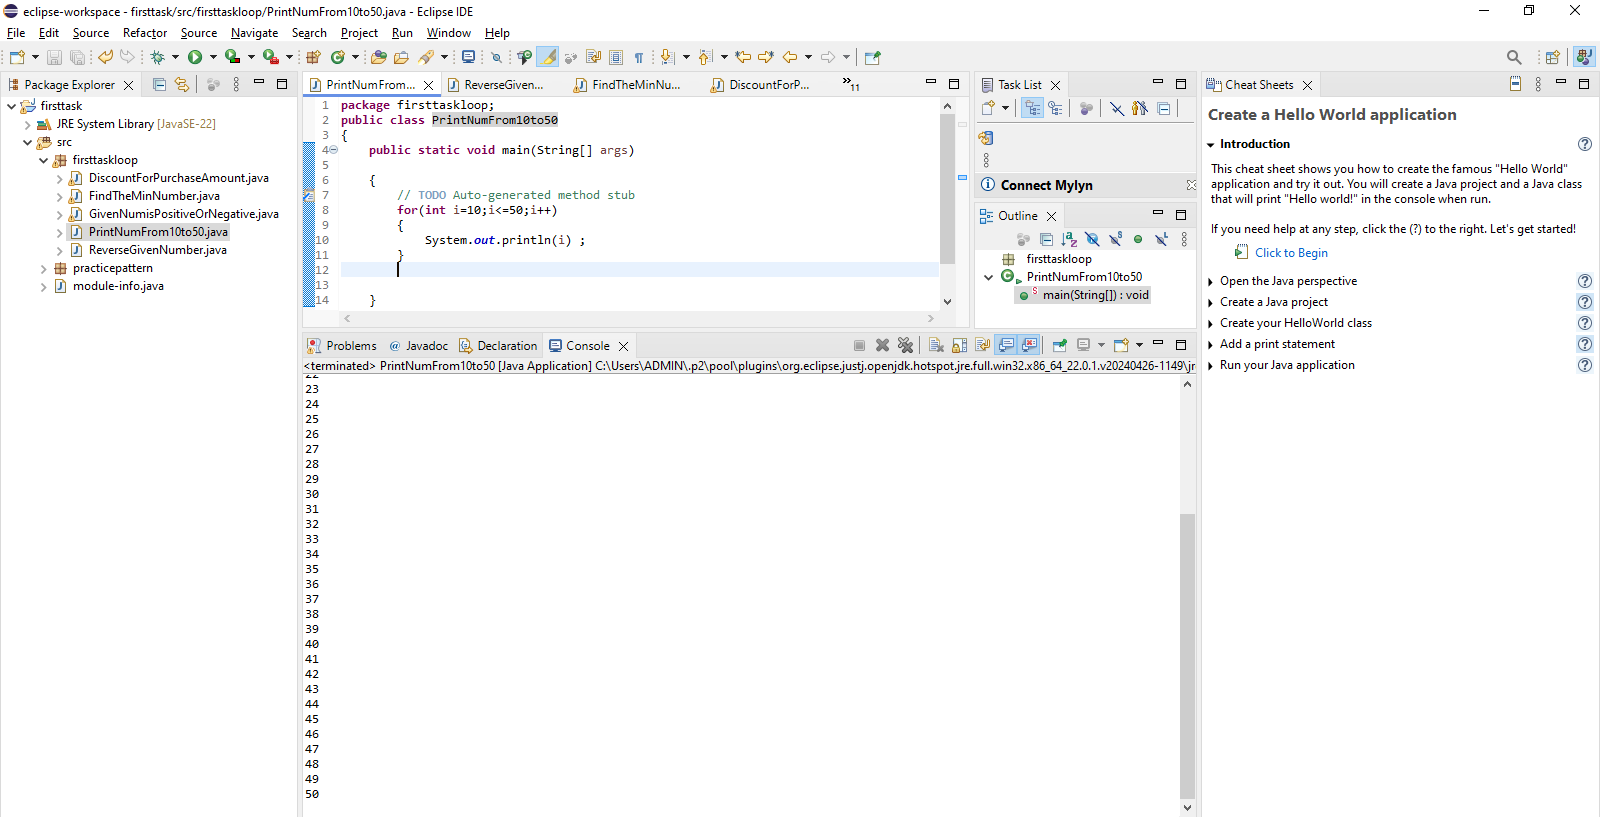 eclipse-workspace - firsttask/src/firsttaskloop/PrintNumFrom10to50.java - Eclipse IDE
File Edit Source Refactor Source Navigate Search Project Run Window Help
Package Explorer
firsttask
JRE System Library [JavaSE-22]
src
firsttaskloop
DiscountForPurchaseAmount.java
FindTheMinNumber.java
GivenNumisPositiveOrNegative.java
PrintNumFrom10to50.java
ReverseGivenNumber.java
practicepattern
module-info.java
PrintNumFrom... ReverseGiven... FindTheMinNu... DiscountForP... »11
1 package firsttaskloop;
2 public class PrintNumFrom10to50
3 {
4 public static void main(String[] args)
5
6 {
7 // TODO Auto-generated method stub
8 for(int i=10;i<=50;i++)
9 {
10 System.out.println(i) ;
11 }
12
13
14 }
Task List
Connect Mylyn
Outline
firsttaskloop
PrintNumFrom10to50
main(String[]) : void
Problems @ Javadoc Declaration Console
<terminated> PrintNumFrom10to50 [Java Application] C:\Users\ADMIN\.p2\pool\plugins\org.eclipse.justj.openjdk.hotspot.jre.full.win32.x86_64_22.0.1.v20240426-1149\jr
22
23
24
25
26
27
28
29
30
31
32
33
34
35
36
37
38
39
40
41
42
43
44
45
46
47
48
49
50
Cheat Sheets
Create a Hello World application
Introduction
This cheat sheet shows you how to create the famous "Hello World"
application and try it out. You will create a Java project and a Java class
that will print "Hello world!" in the console when run.
If you need help at any step, click the (?) to the right. Let's get started!
Click to Begin
Open the Java perspective
Create a Java project
Create your HelloWorld class
Add a print statement
Run your Java application